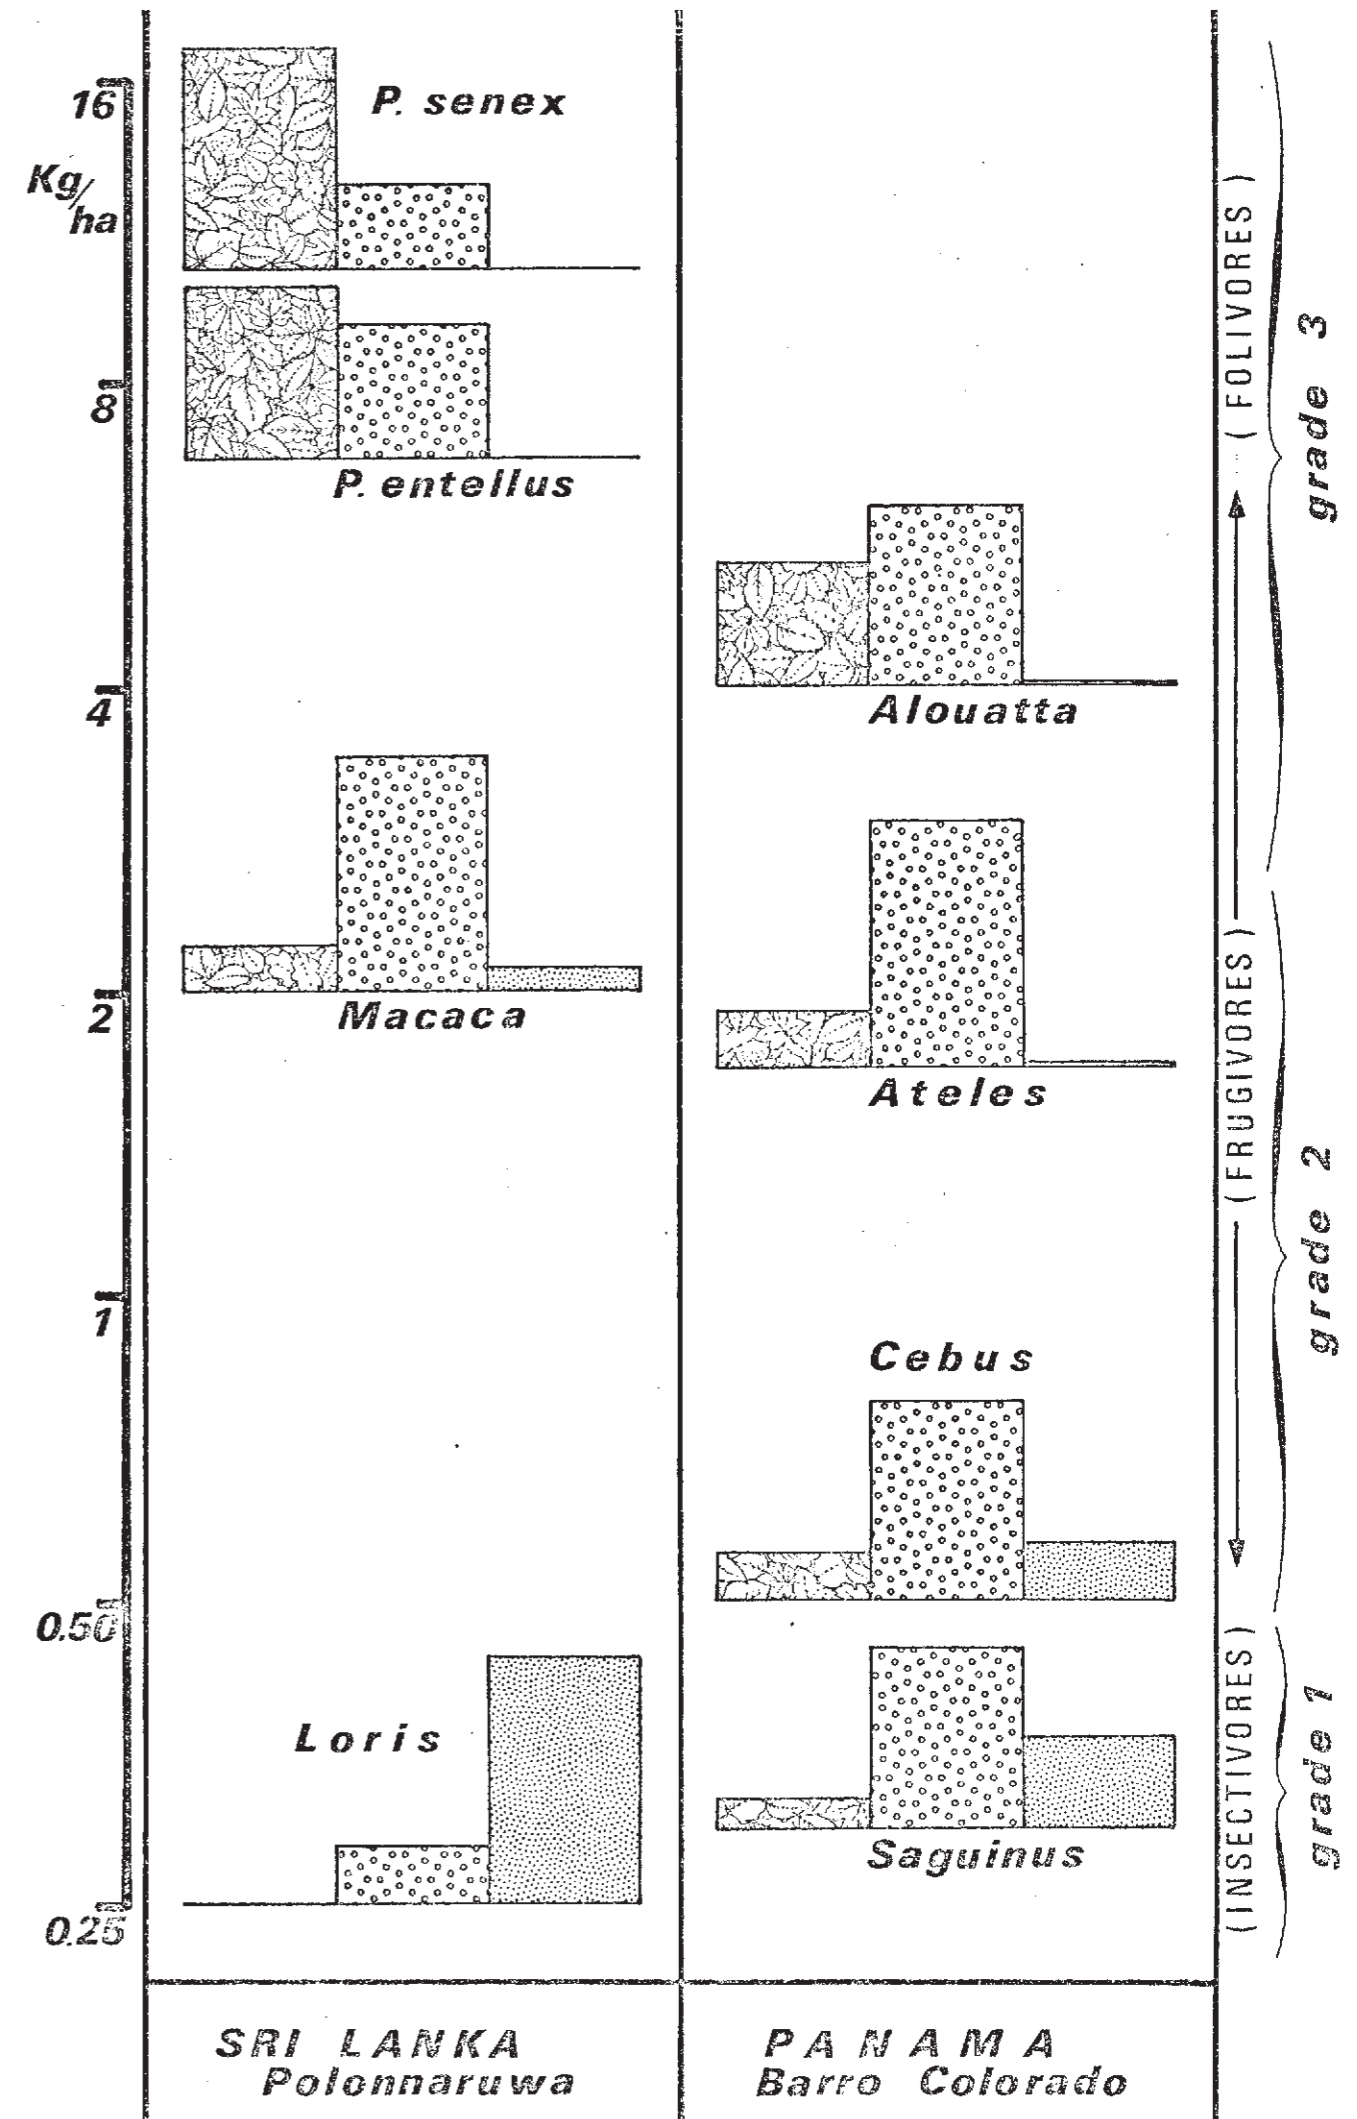 16
Kg/
ha
8
4
2
1
0.50
0.25
P. senex
P. entellus
Macaca
Loris
SRI LANKA
Polonnaruwa
Alouatta
Ateles
Cebus
Saguinus
PANAMA
Barro Colorado
(FOLIVORES)
(FRUGIVORES)
(INSECTIVORES)
grade 3
grade 2
grade 1